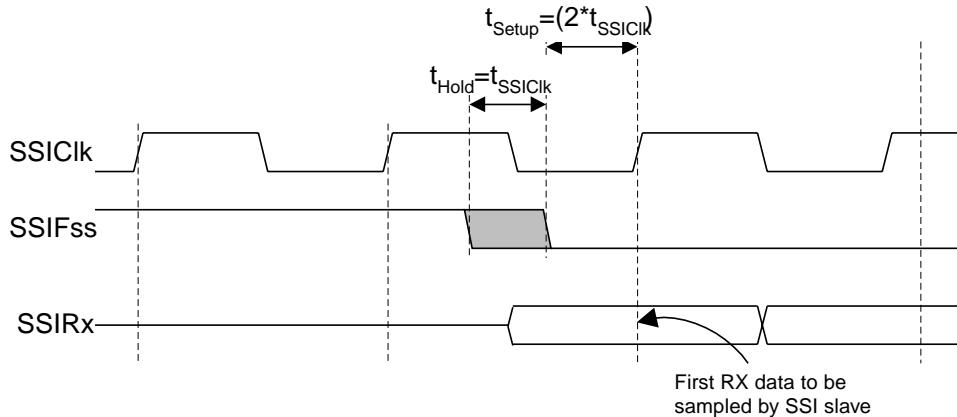 tSetup=(2*tSSIClk)
tHold=tSSIClk
SSIClk
SSIFss
SSIRx
First RX data to be
sampled by SSI slave